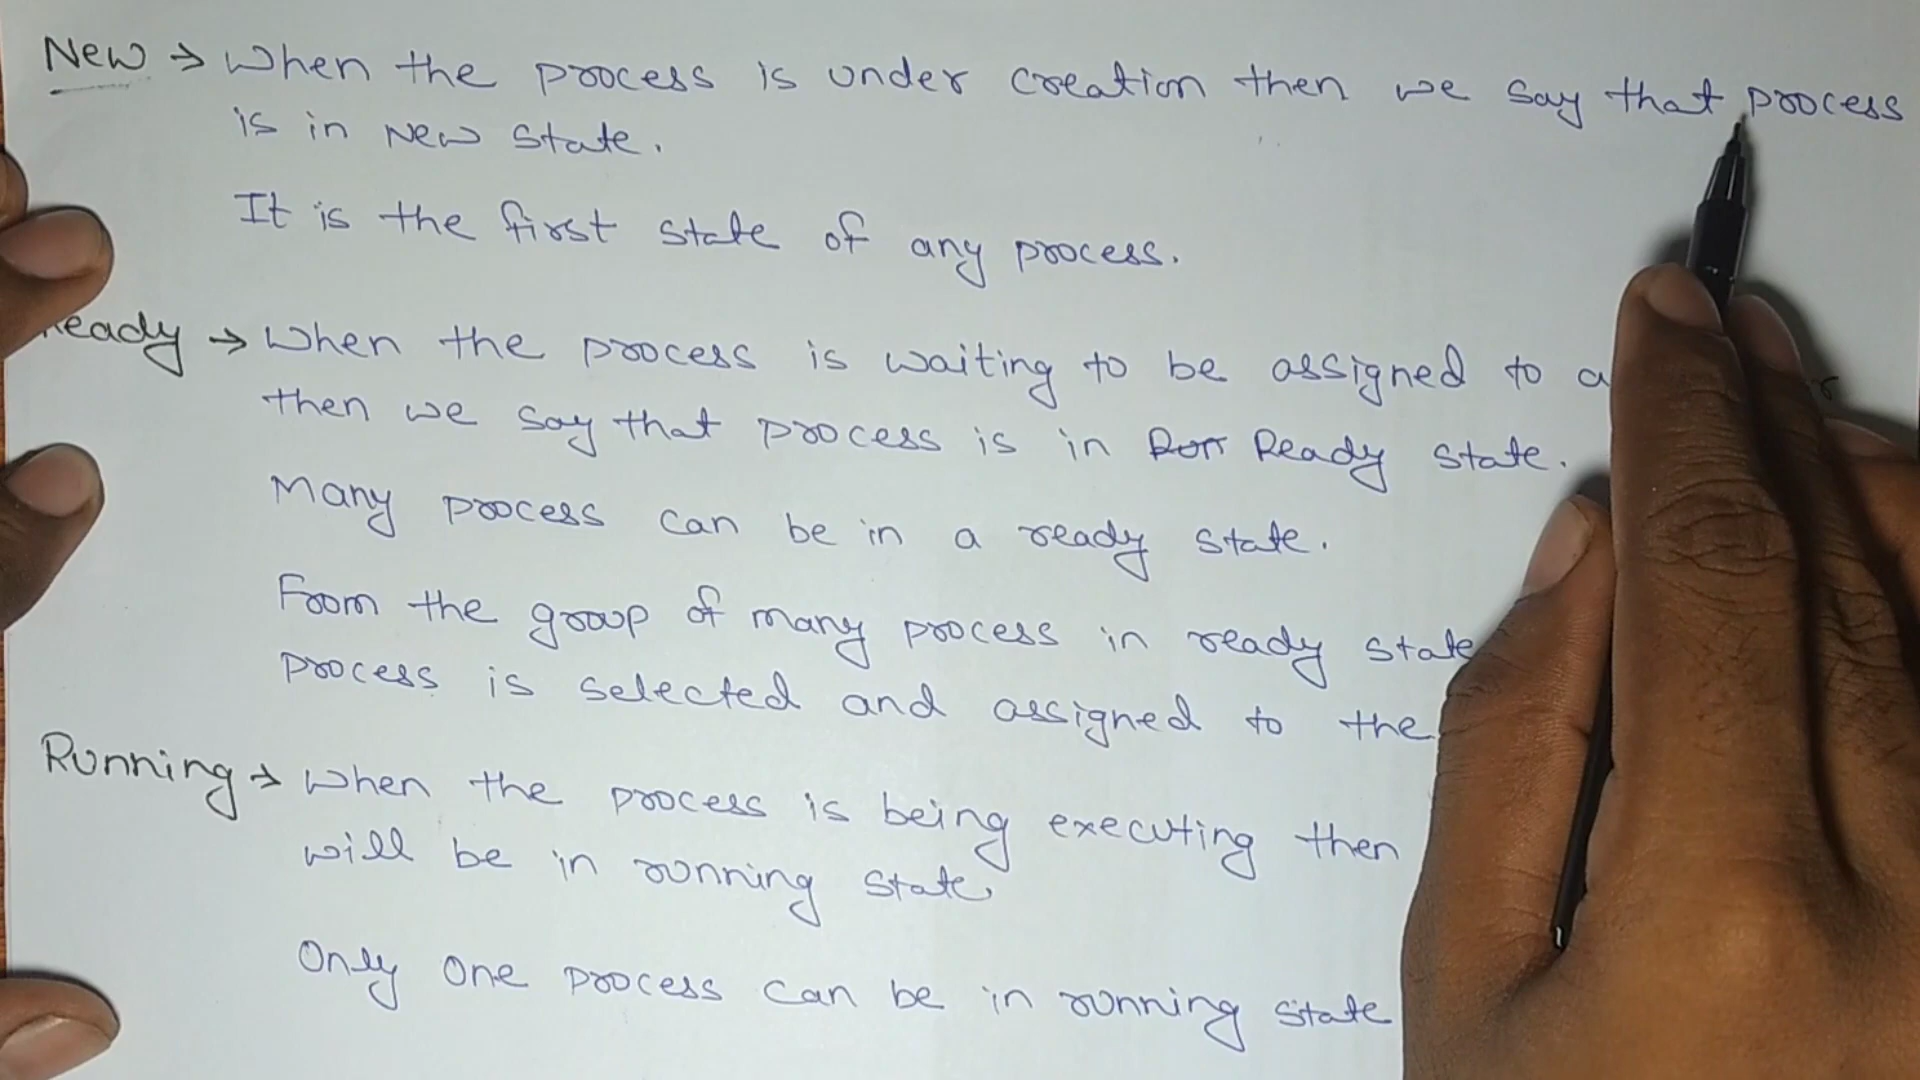 New → When the process is under creation then we say that process
is in New state.
It is the first state of any process.
Ready → When the process is waiting to be assigned to a
then we say that process is in Run Ready state.
Many process can be in a ready state.
From the group of many process in ready state
process is selected and assigned to the
Running → When the process is being executing then
will be in running state.
Only one process can be in running state